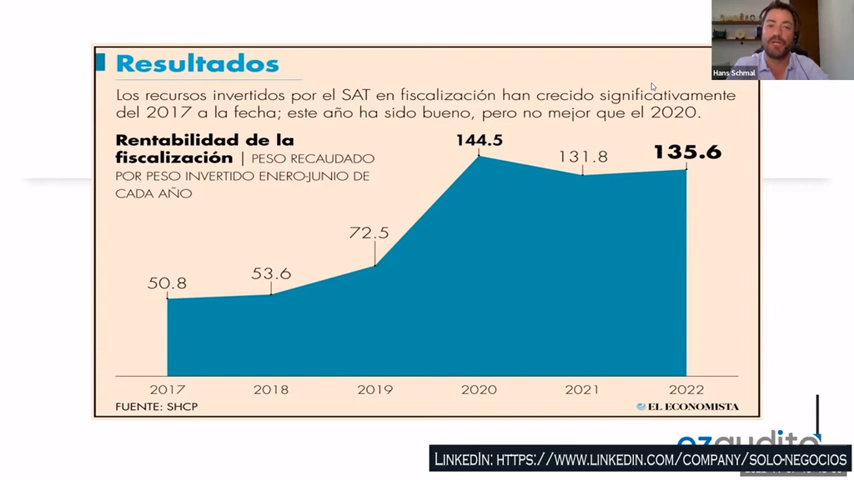 Resultados
Los recursos invertidos por el SAT en fiscalización han crecido significativamente
del 2017 a la fecha; este año ha sido bueno, pero no mejor que el 2020.
Rentabilidad de la
fiscalización | PESO RECAUDADO
POR PESO INVERTIDO ENERO-JUNIO DE
CADA AÑO
50.8
53.6
72.5
144.5
131.8
135.6
2017 2018 2019 2020 2021 2022
FUENTE: SHCP
EL ECONOMISTA
Hans Schmal
ezaudita
LINKEDIN: HTTPS://WWW.LINKEDIN.COM/COMPANY/SOLO-NEGOCIOS